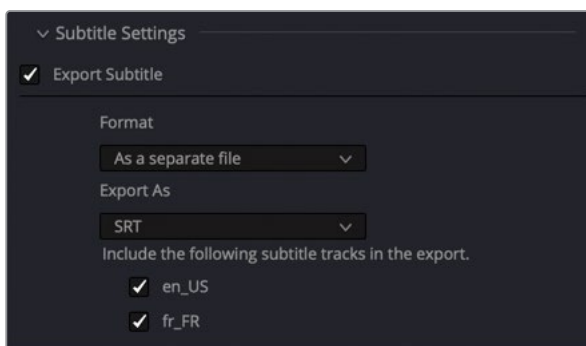 Subtitle Settings
Export Subtitle
Format
As a separate file
Export As
SRT
Include the following subtitle tracks in the export.
en_US
fr_FR